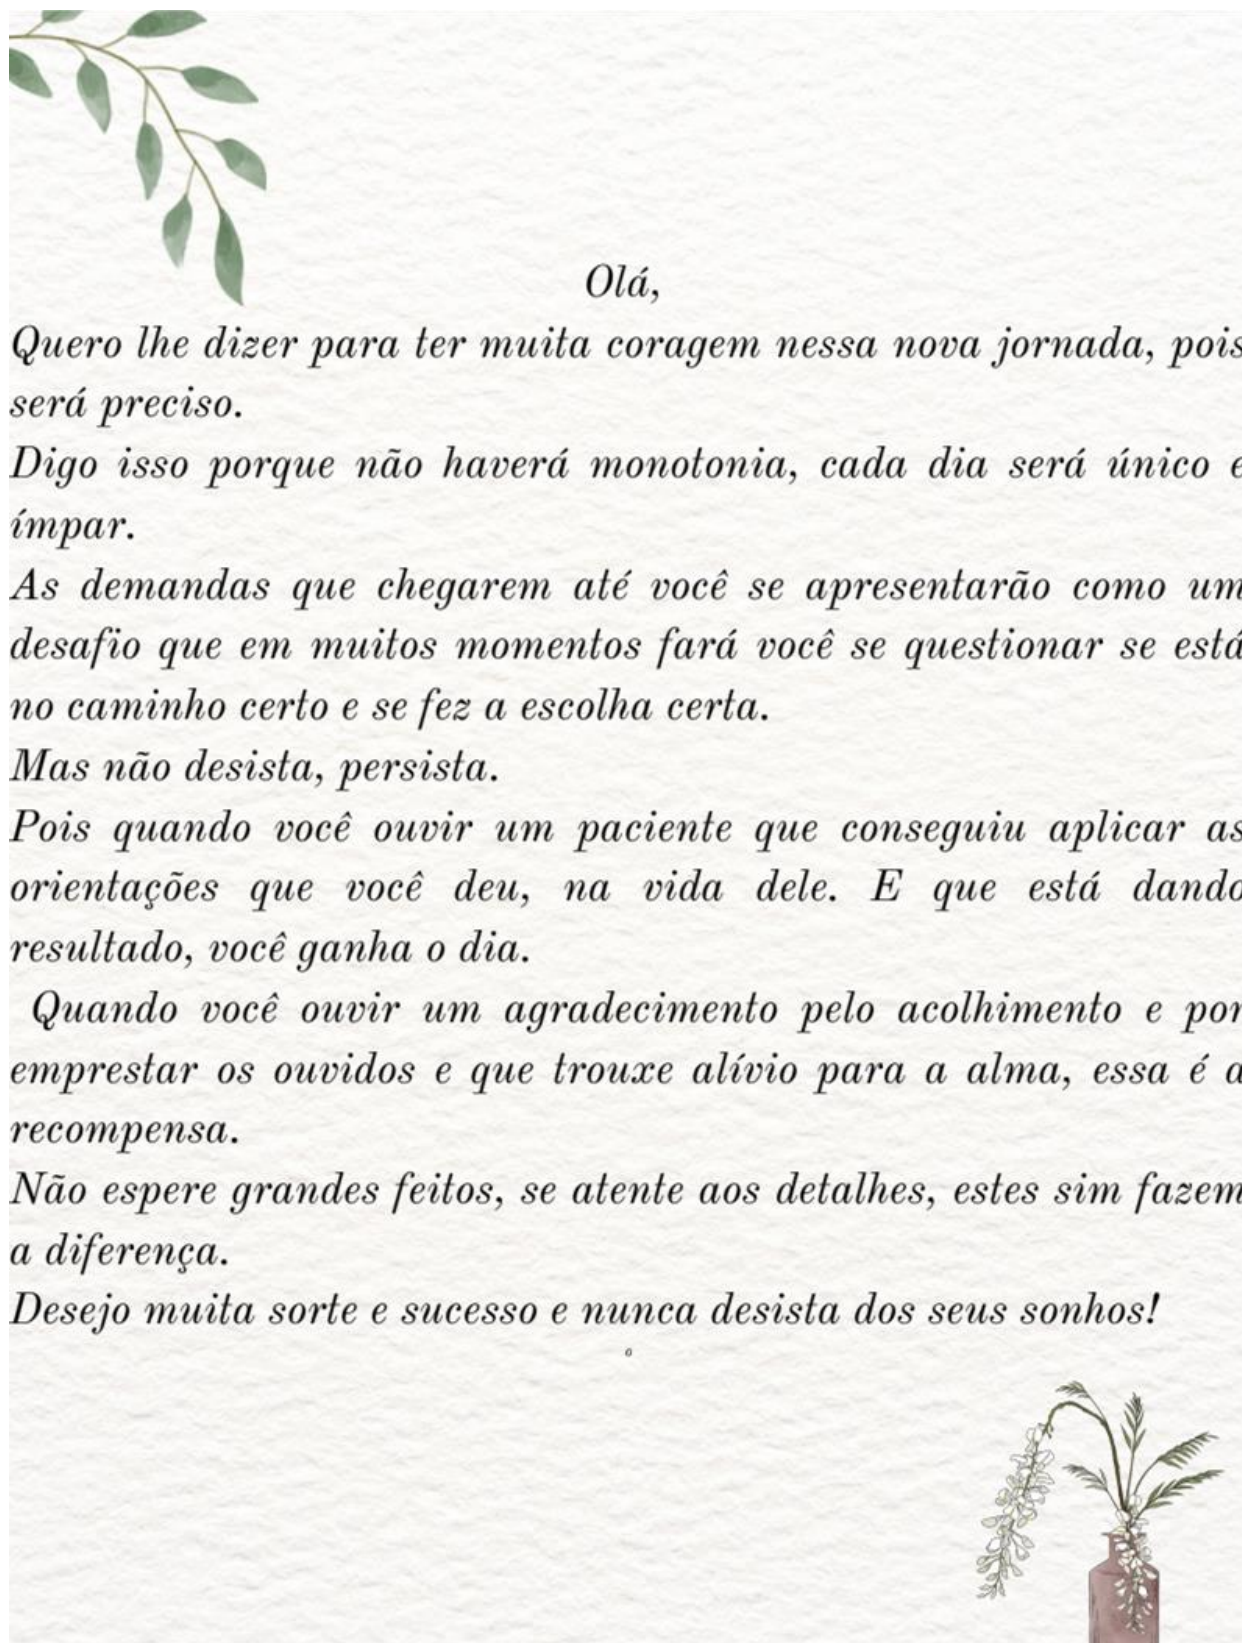 Olá,
Quero lhe dizer para ter muita coragem nessa nova jornada, pois
será preciso.
Digo isso porque não haverá monotonia, cada dia será único e
ímpar.
As demandas que chegarem até você se apresentarão como um
desafio que em muitos momentos fará você se questionar se está
no caminho certo e se fez a escolha certa.
Mas não desista, persista.
Pois quando você ouvir um paciente que conseguiu aplicar as
orientações que você deu, na vida dele. E que está dando
resultado, você ganha o dia.
Quando você ouvir um agradecimento pelo acolhimento e por
emprestar os ouvidos e que trouxe alívio para a alma, essa é a
recompensa.
Não espere grandes feitos, se atente aos detalhes, estes sim fazem
a diferença.
Desejo muita sorte e sucesso e nunca desista dos seus sonhos!
o